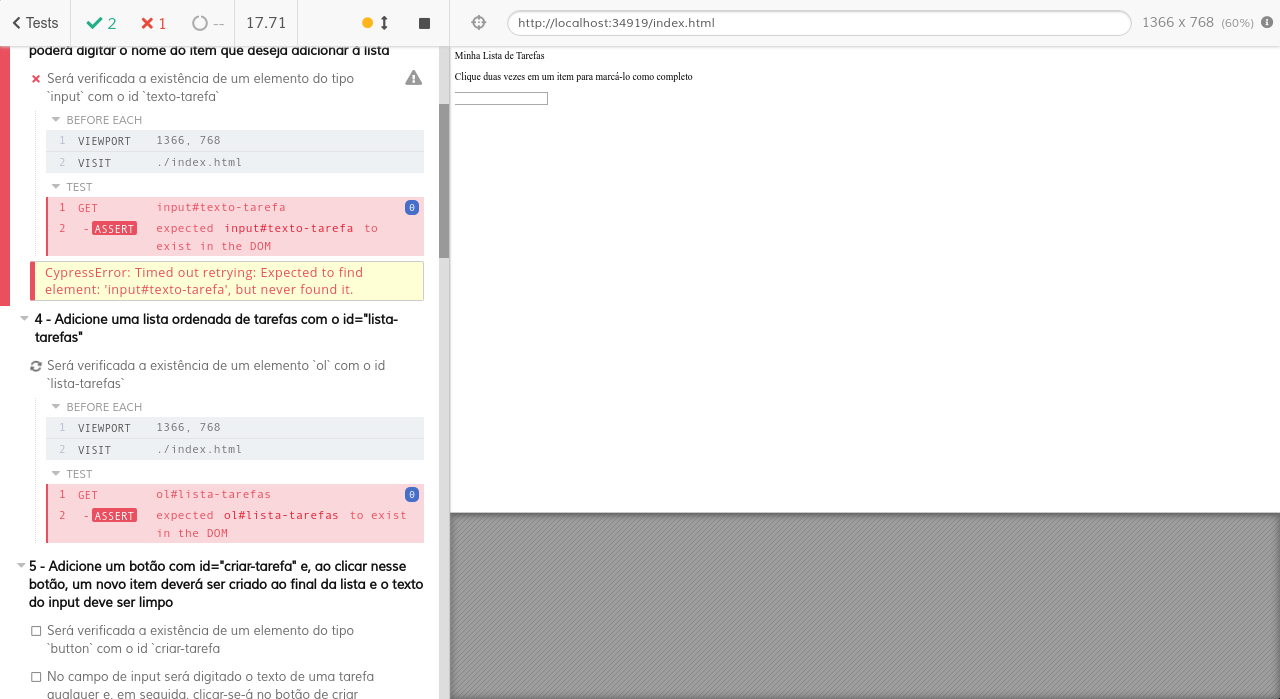 Tests 2 1 -- 17.71
http://localhost:34919/index.html
1366 x 768 (60%)
poderá digitar o nome do item que deseja adicionar à lista
Será verificada a existência de um elemento do tipo
`input` com o id `texto-tarefa`
BEFORE EACH
1 VIEWPORT 1366, 768
2 VISIT ./index.html
TEST
1 GET input#texto-tarefa 0
2 -ASSERT expected input#texto-tarefa to
exist in the DOM
CypressError: Timed out retrying: Expected to find
element: 'input#texto-tarefa', but never found it.
4 - Adicione uma lista ordenada de tarefas com o id="lista-
tarefas"
Será verificada a existência de um elemento `ol` com o id
`lista-tarefas`
BEFORE EACH
1 VIEWPORT 1366, 768
2 VISIT ./index.html
TEST
1 GET ol#lista-tarefas 0
2 -ASSERT expected ol#lista-tarefas to exist
in the DOM
5 - Adicione um botão com id="criar-tarefa" e, ao clicar nesse
botão, um novo item deverá ser criado ao final da lista e o texto
do input deve ser limpo
Será verificada a existência de um elemento do tipo
`button` com o id `criar-tarefa
No campo de input será digitado o texto de uma tarefa
qualquer e, em seguida, clicar-se-á no botão de criar
Minha Lista de Tarefas
Clique duas vezes em um item para marcá-lo como completo